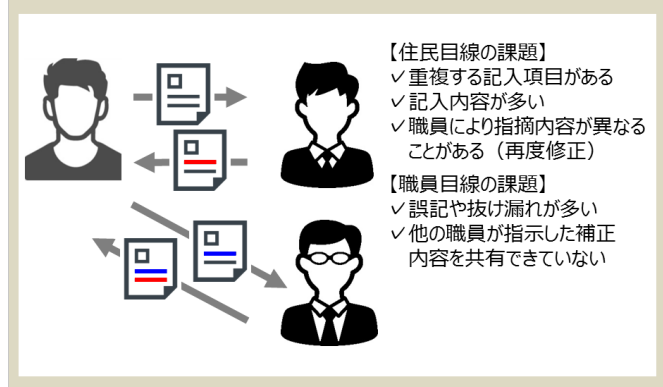 【住民目線の課題】
✓重複する記入項目がある
✓記入内容が多い
✓職員により指摘内容が異なる
ことがある（再度修正）
【職員目線の課題】
✓誤記や抜け漏れが多い
✓他の職員が指示した補正
内容を共有できていない